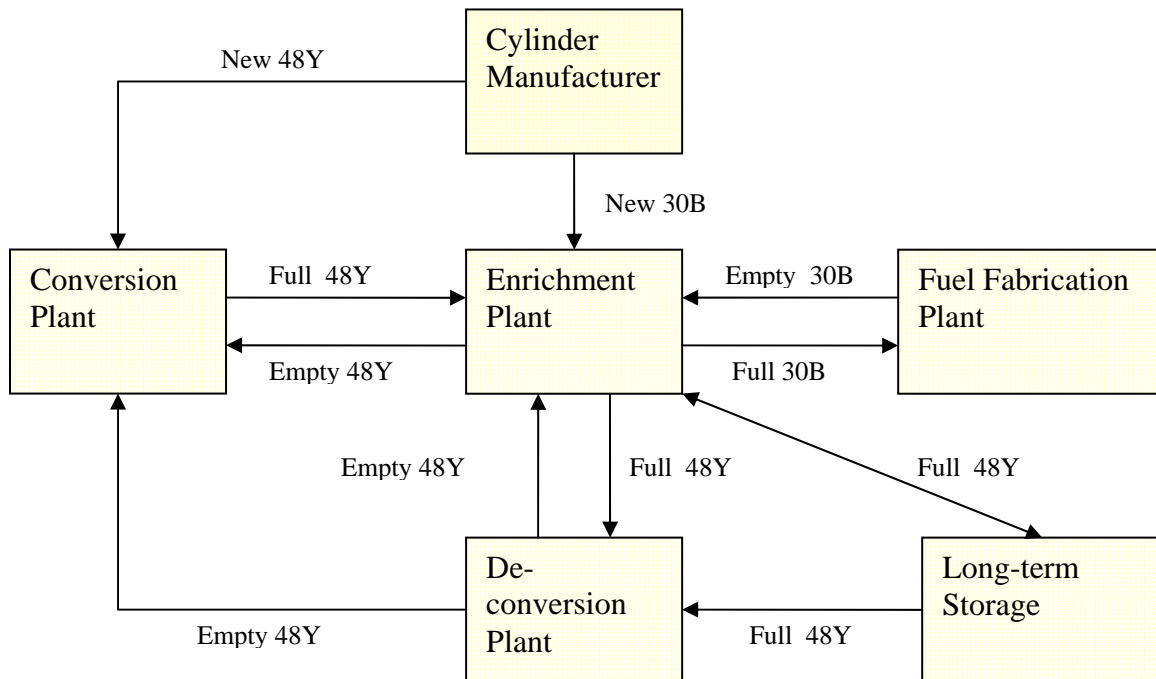 Cylinder
Manufacturer
New 48Y
New 30B
Conversion
Plant
Full 48Y
Empty 48Y
Enrichment
Plant
Empty 30B
Full 30B
Fuel Fabrication
Plant
Empty 48Y
Full 48Y
Full 48Y
De-
conversion
Plant
Empty 48Y
Full 48Y
Long-term
Storage